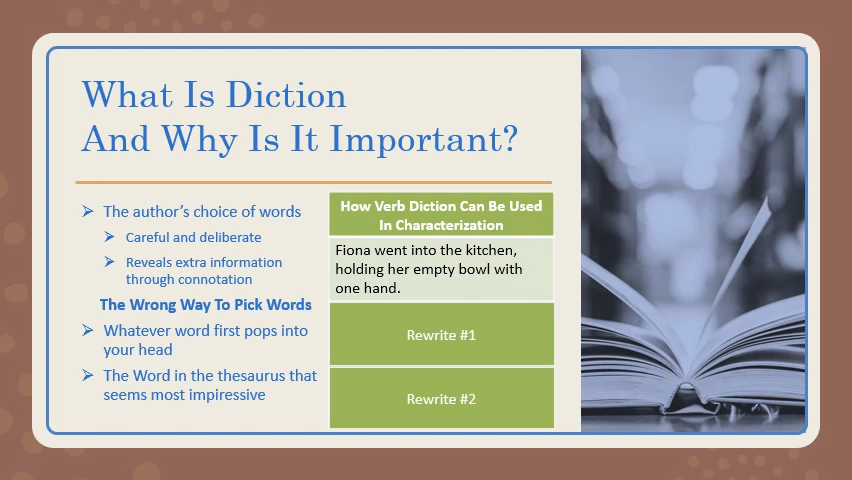 What Is Diction
And Why Is It Important?
The author's choice of words
Careful and deliberate
Reveals extra information
through connotation
The Wrong Way To Pick Words
Whatever word first pops into
your head
The Word in the thesaurus that
seems most impiressive
How Verb Diction Can Be Used
In Characterization
Fiona went into the kitchen,
holding her empty bowl with
one hand.
Rewrite #1
Rewrite #2